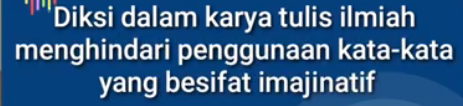 Diksi dalam karya tulis ilmiah
menghindari penggunaan kata-kata
yang besifat imajinatif